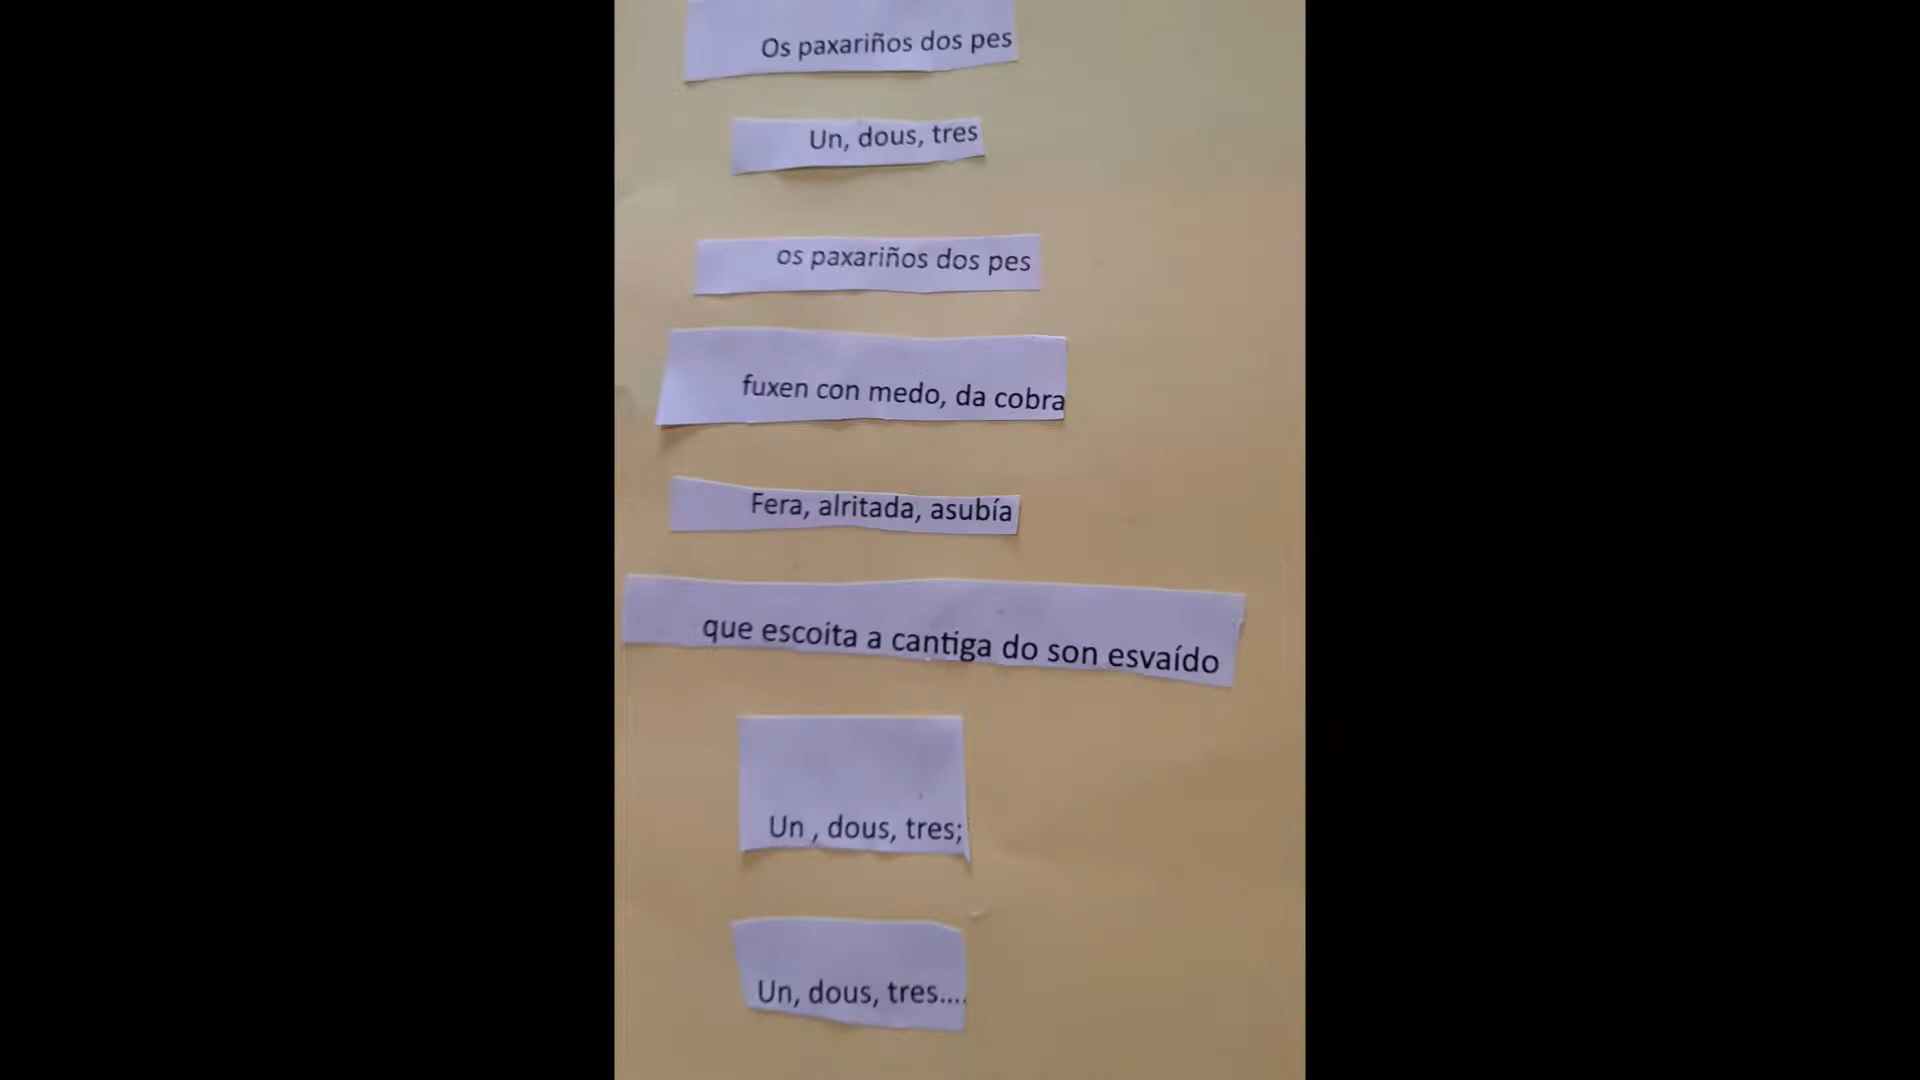 Os paxariños dos pes
Un, dous, tres
os paxariños dos pes
fuxen con medo, da cobra
Fera, alritada, asubía
que escoita a cantiga do son esvaído
Un , dous, tres;
Un, dous, tres....